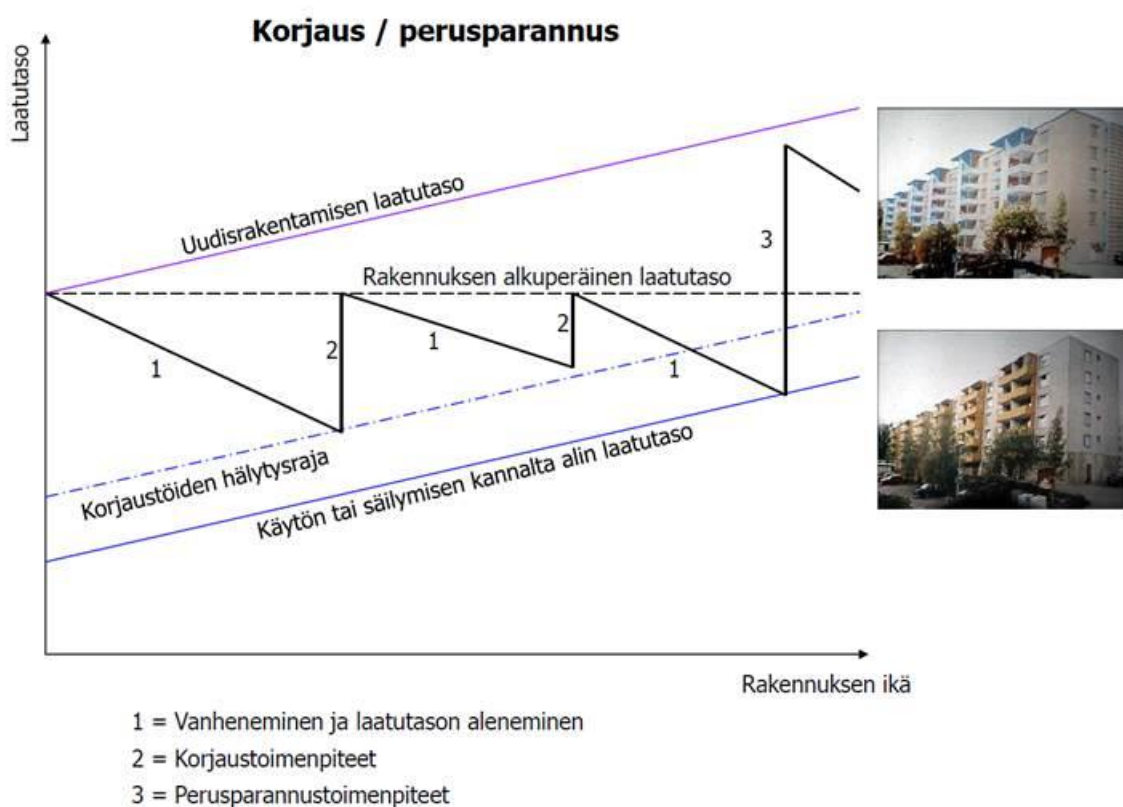 Korjaus / perusparannus
Laatutaso
Uudisrakentamisen laatutaso
Rakennuksen alkuperäinen laatutaso
3
2
1
2
1
1
Korjaustöiden hälytysraja
Käytön tai säilymisen kannalta alin laatutaso
Rakennuksen ikä
1 = Vanheneminen ja laatutason aleneminen
2 = Korjaustoimenpiteet
3 = Perusparannustoimenpiteet